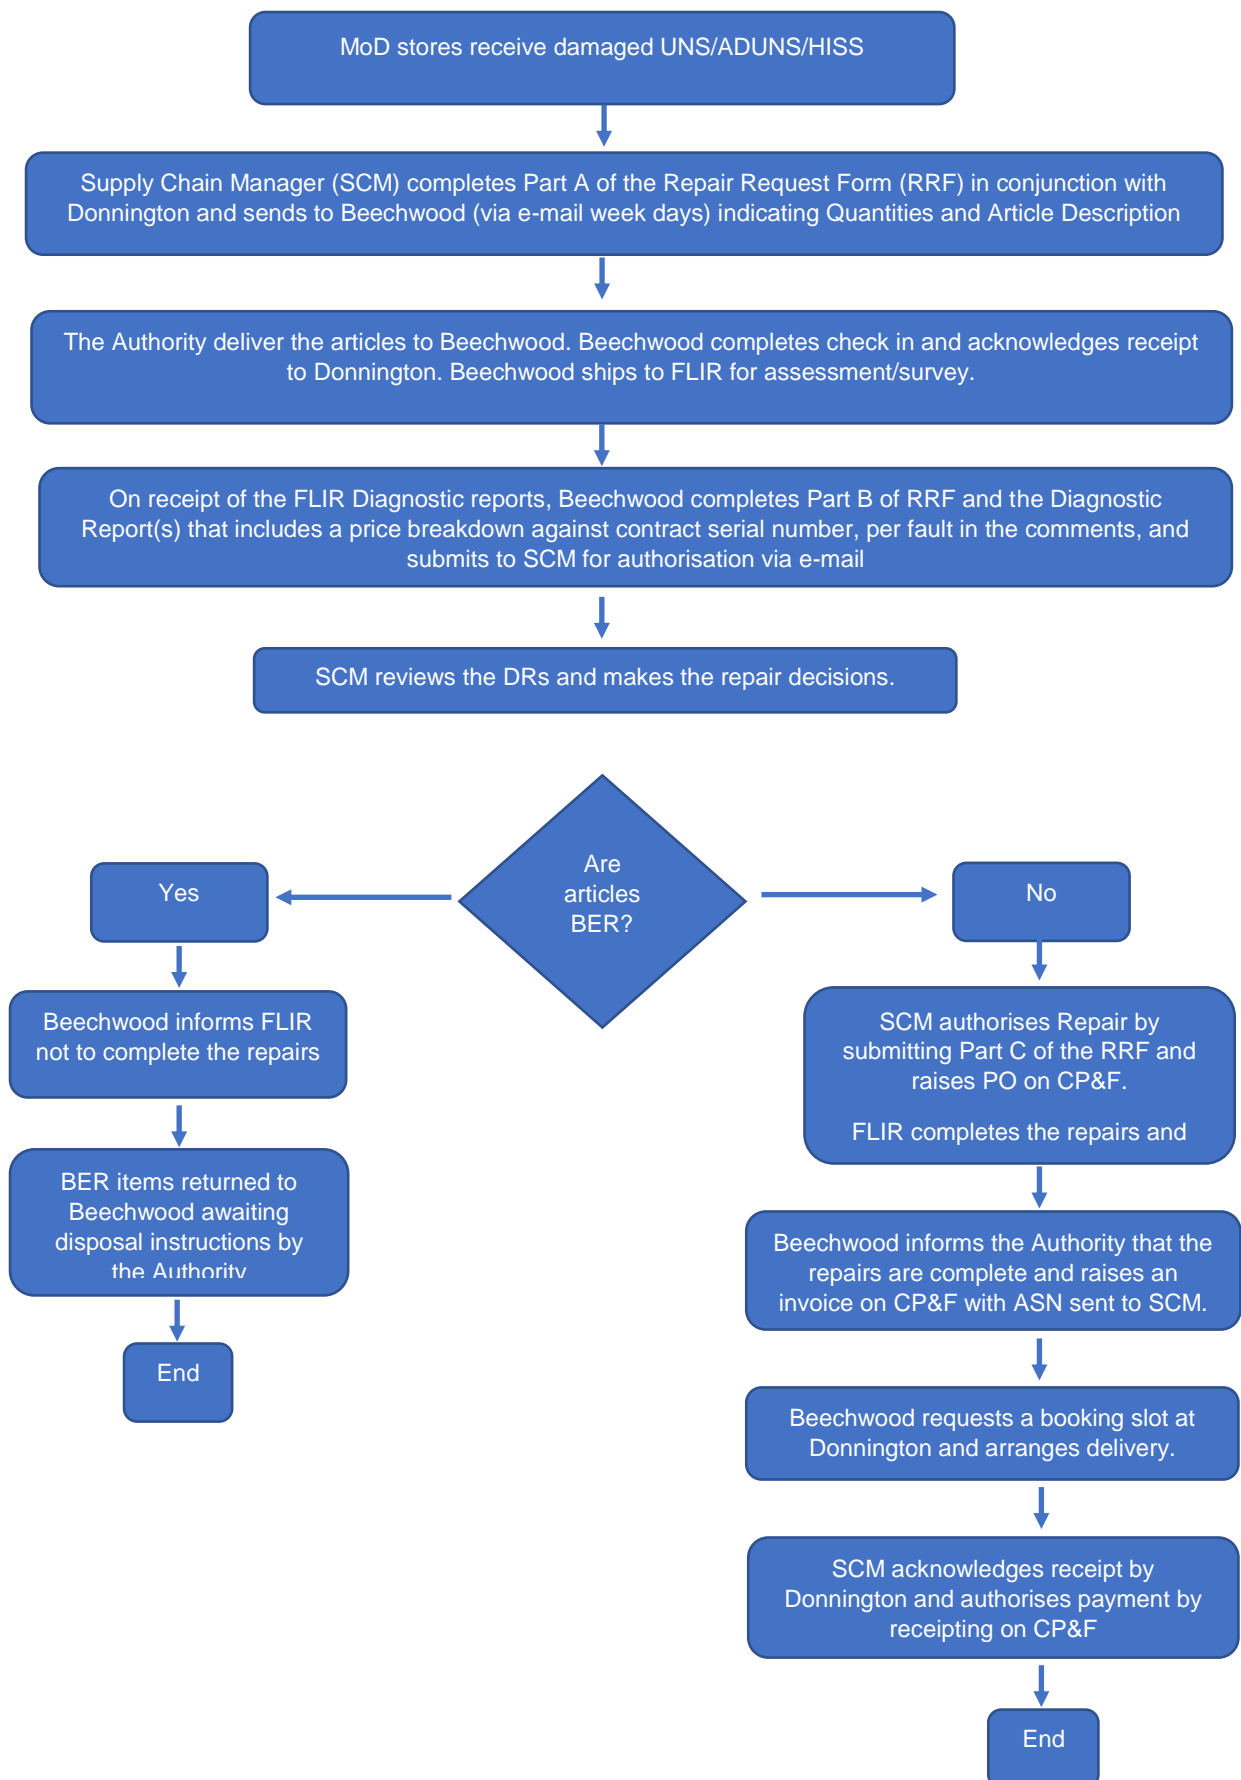 MoD stores receive damaged UNS/ADUNS/HISS
Supply Chain Manager (SCM) completes Part A of the Repair Request Form (RRF) in conjunction with
Donnington and sends to Beechwood (via e-mail week days) indicating Quantities and Article Description
The Authority deliver the articles to Beechwood. Beechwood completes check in and acknowledges receipt
to Donnington. Beechwood ships to FLIR for assessment/survey.
On receipt of the FLIR Diagnostic reports, Beechwood completes Part B of RRF and the Diagnostic
Report(s) that includes a price breakdown against contract serial number, per fault in the comments, and
submits to SCM for authorisation via e-mail
SCM reviews the DRs and makes the repair decisions.
Are
articles
BER?
Yes
Beechwood informs FLIR
not to complete the repairs
BER items returned to
Beechwood awaiting
disposal instructions by
the Authority
End
No
SCM authorises Repair by
submitting Part C of the RRF and
raises PO on CP&F.
FLIR completes the repairs and
Beechwood informs the Authority that the
repairs are complete and raises an
invoice on CP&F with ASN sent to SCM.
Beechwood requests a booking slot at
Donnington and arranges delivery.
SCM acknowledges receipt by
Donnington and authorises payment by
receipting on CP&F
End